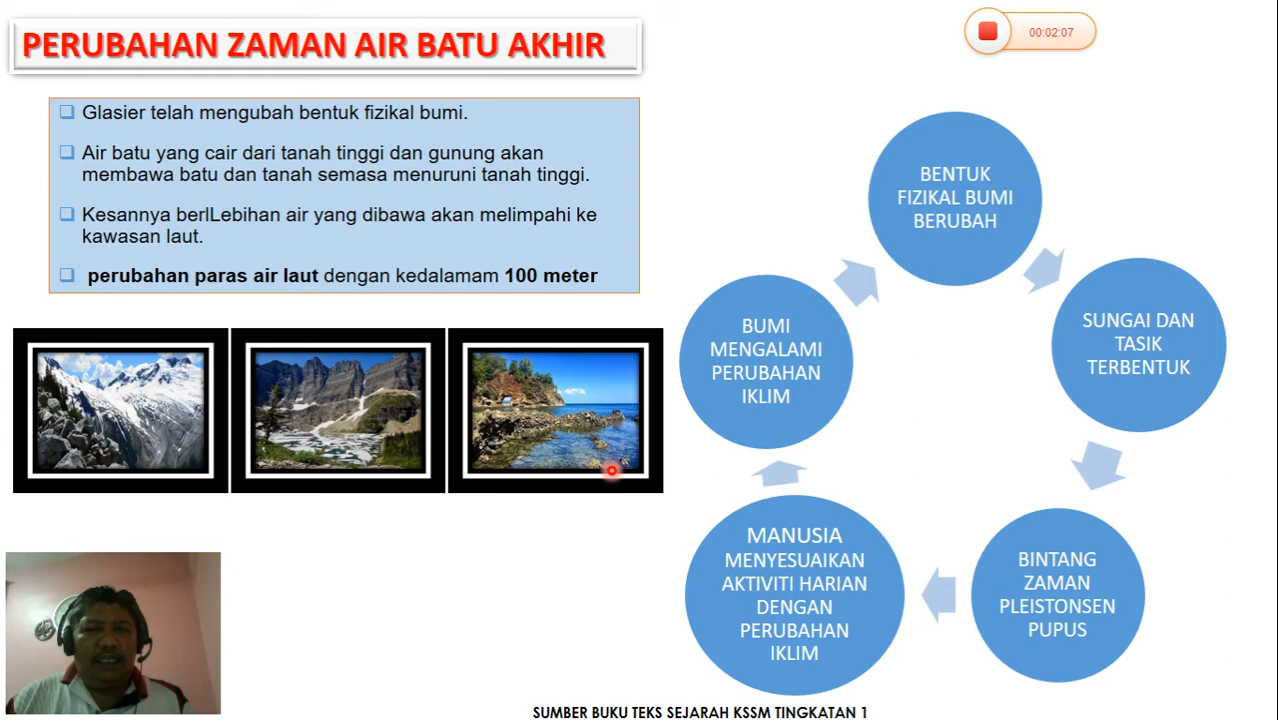 PERUBAHAN ZAMAN AIR BATU AKHIR
00:02:07
Glasier telah mengubah bentuk fizikal bumi.
Air batu yang cair dari tanah tinggi dan gunung akan
membawa batu dan tanah semasa menuruni tanah tinggi.
Kesannya berlLebihan air yang dibawa akan melimpahi ke
kawasan laut.
perubahan paras air laut dengan kedalamam 100 meter
BENTUK
FIZIKAL BUMI
BERUBAH
SUNGAI DAN
TASIK
TERBENTUK
BINTANG
ZAMAN
PLEISTONSEN
PUPUS
MANUSIA
MENYESUAIKAN
AKTIVITI HARIAN
DENGAN
PERUBAHAN
IKLIM
BUMI
MENGALAMI
PERUBAHAN
IKLIM
SUMBER BUKU TEKS SEJARAH KSSM TINGKATAN 1